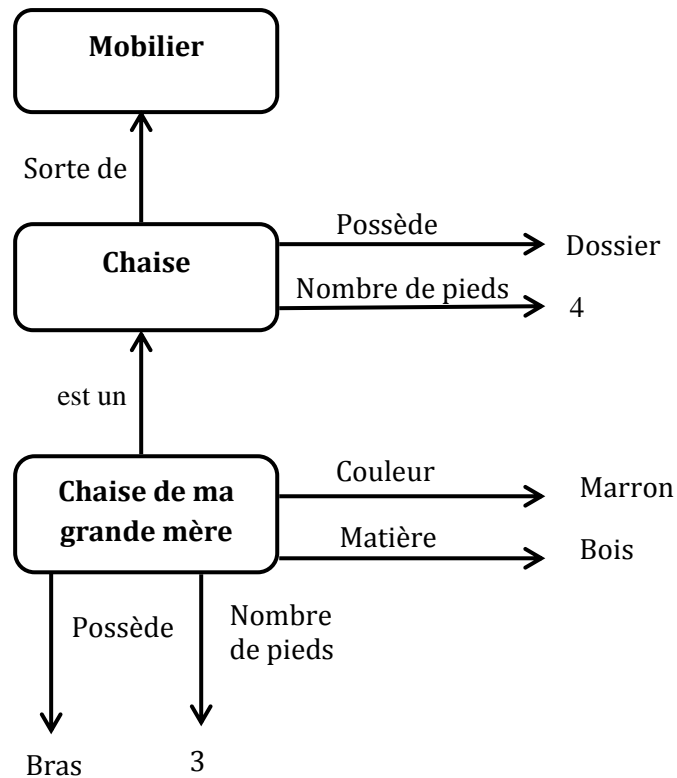 Mobilier
Sorte de
Chaise
Possède
Dossier
Nombre de pieds
4
est un
Chaise de ma
grande mère
Couleur
Marron
Matière
Bois
Possède
Nombre
de pieds
Bras
3